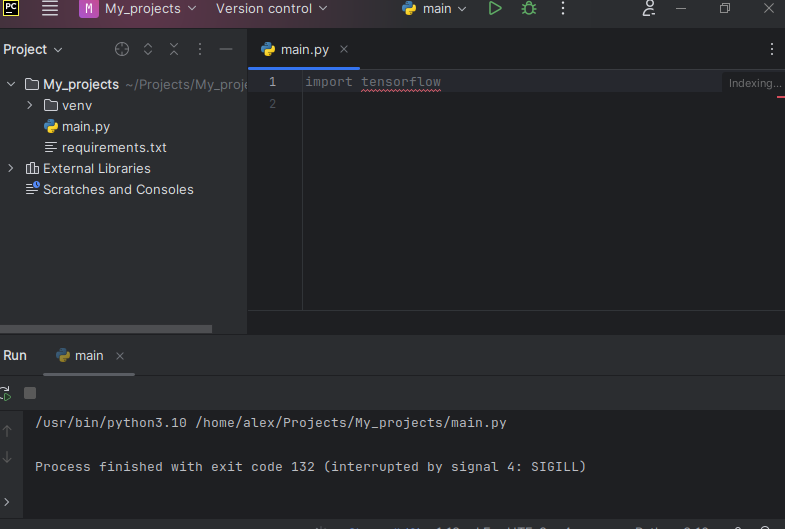 PC
M My_projects Version control main
Project
main.py
My_projects ~/Projects/My_proje
venv
main.py
requirements.txt
External Libraries
Scratches and Consoles
1 import tensorflow
2
Indexing...
Run main
/usr/bin/python3.10 /home/alex/Projects/My_projects/main.py
Process finished with exit code 132 (interrupted by signal 4: SIGILL)